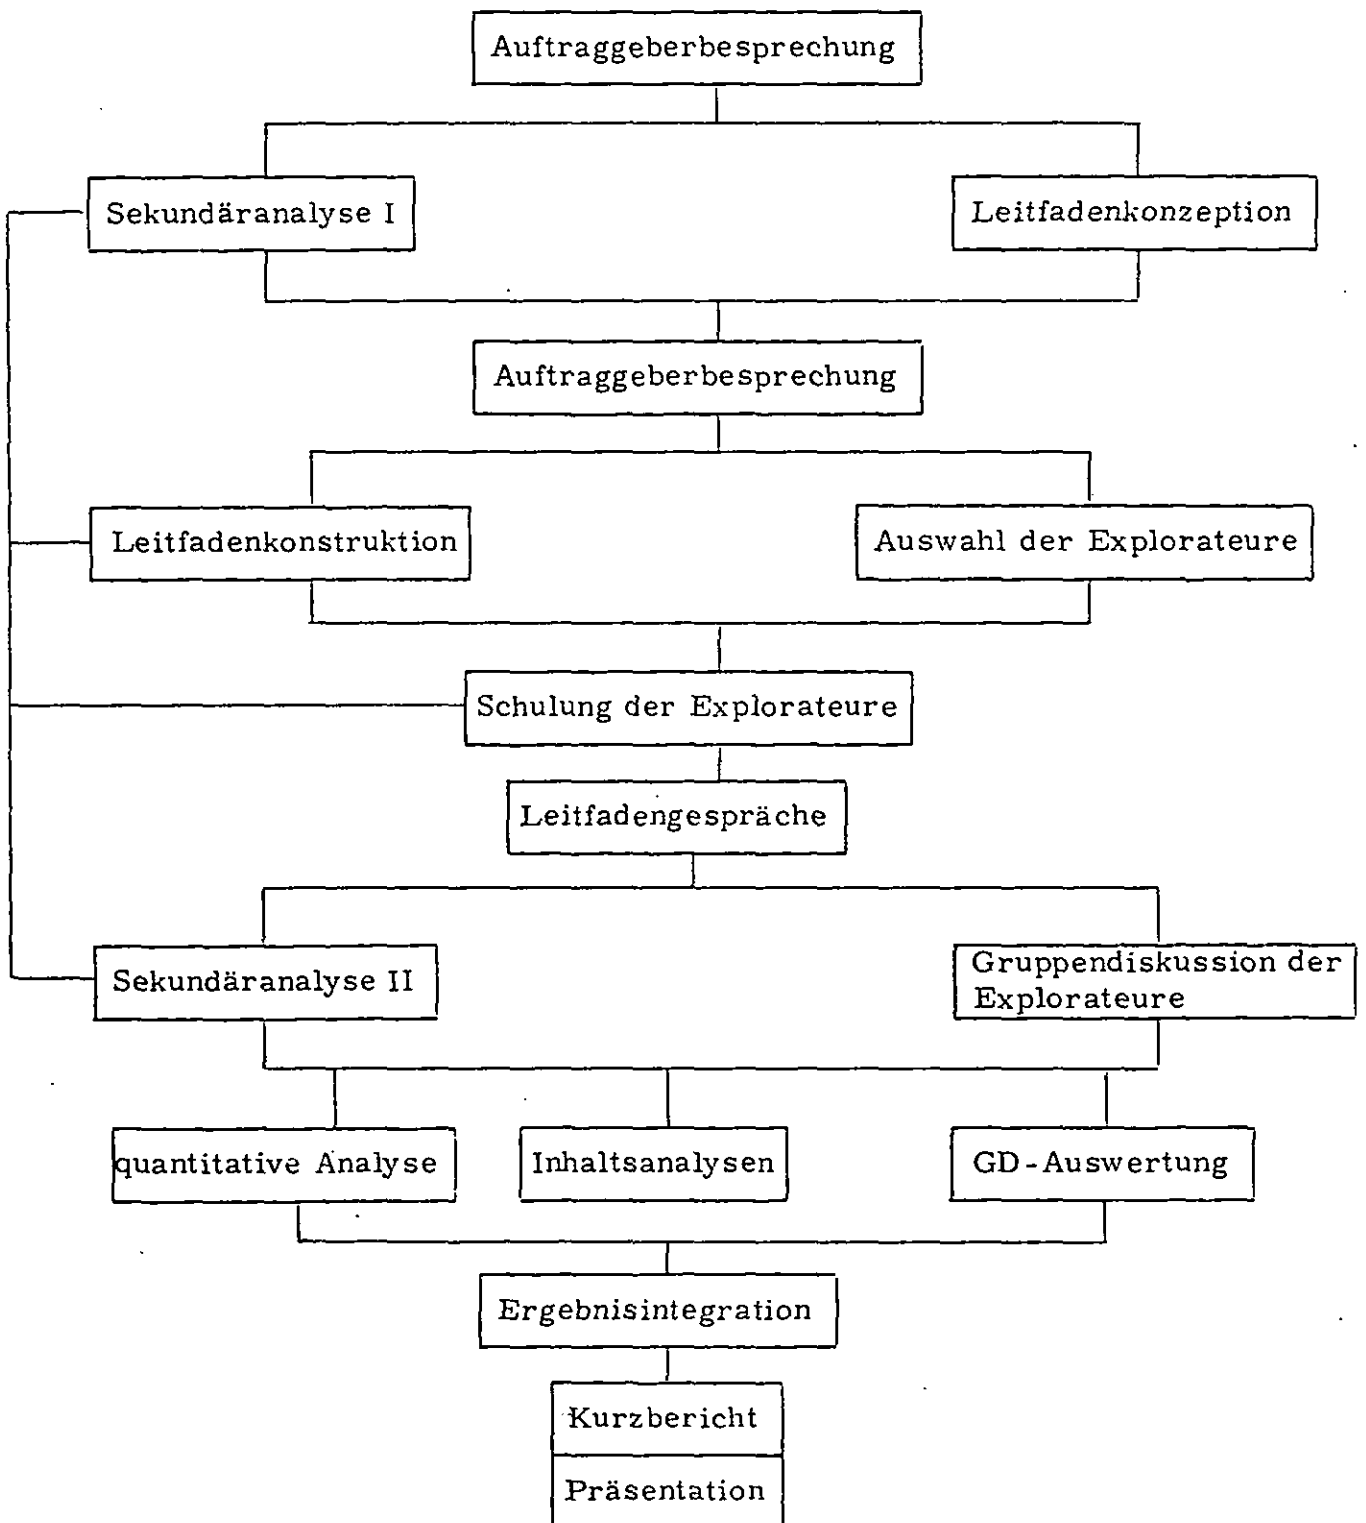 Auftraggeberbesprechung
Sekundäranalyse I
Leitfadenkonzeption
Auftraggeberbesprechung
Leitfadenkonstruktion
Auswahl der Explorateure
Schulung der Explorateure
Leitfadengespräche
Sekundäranalyse II
Gruppendiskussion der
Explorateure
quantitative Analyse
Inhaltsanalysen
GD-Auswertung
Ergebnisintegration
Kurzbericht
Präsentation